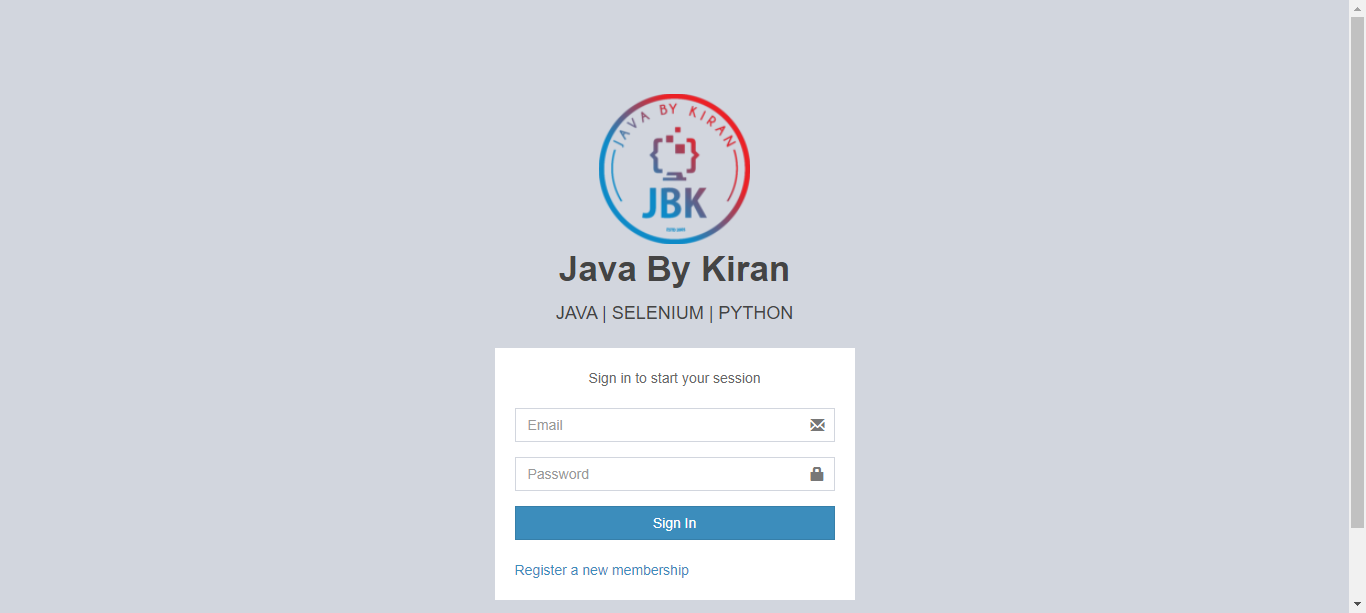 JAVA BY KIRAN
JBK
Java By Kiran
JAVA | SELENIUM | PYTHON
Sign in to start your session
Email
Password
Sign In
Register a new membership